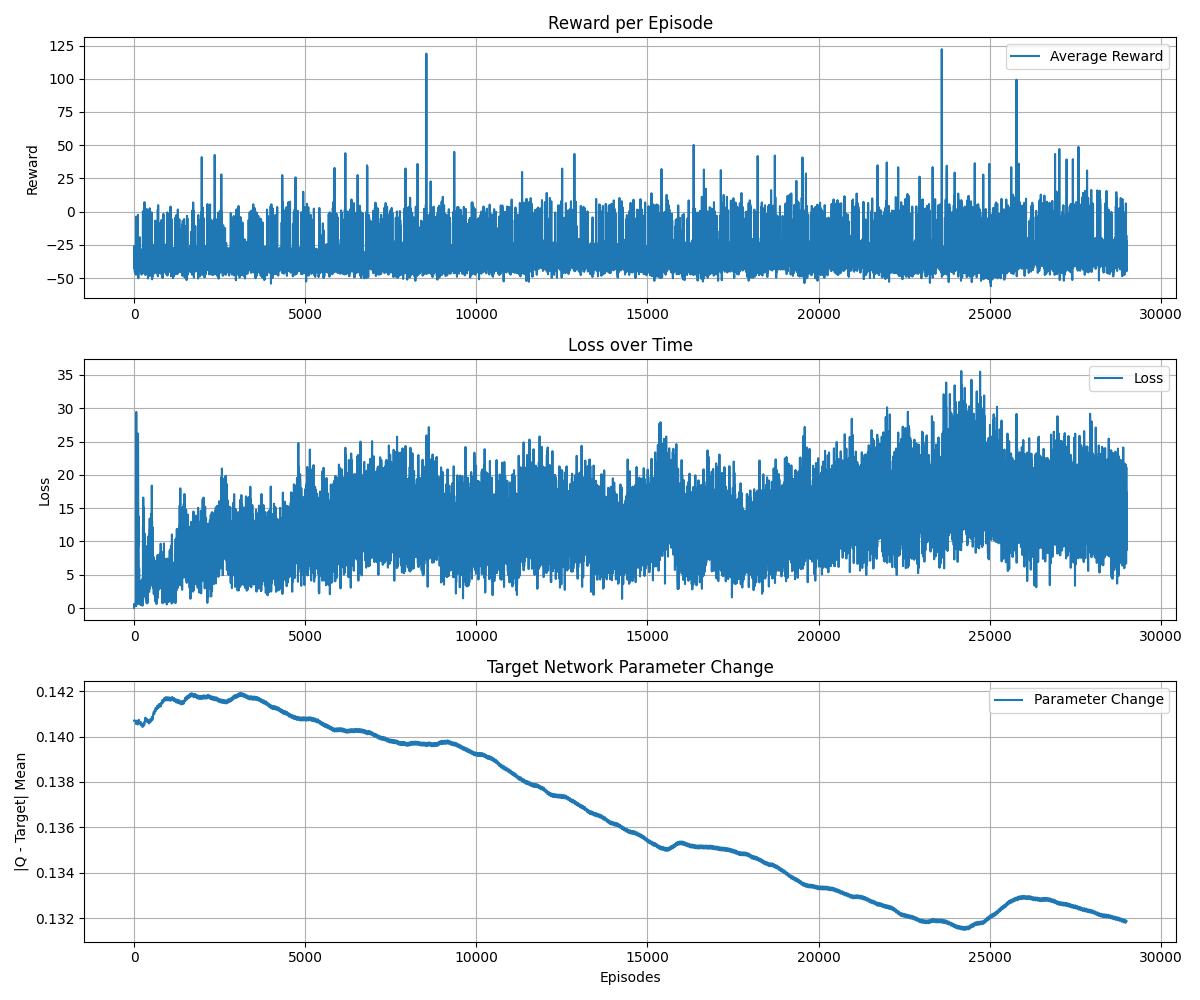 Reward per Episode
Average Reward
Reward
125
100
75
50
25
0
−25
−50
0 5000 10000 15000 20000 25000 30000
Loss over Time
Loss
Loss
35
30
25
20
15
10
5
0
0 5000 10000 15000 20000 25000 30000
Target Network Parameter Change
Parameter Change
|Q - Target| Mean
0.142
0.140
0.138
0.136
0.134
0.132
0 5000 10000 15000 20000 25000 30000
Episodes